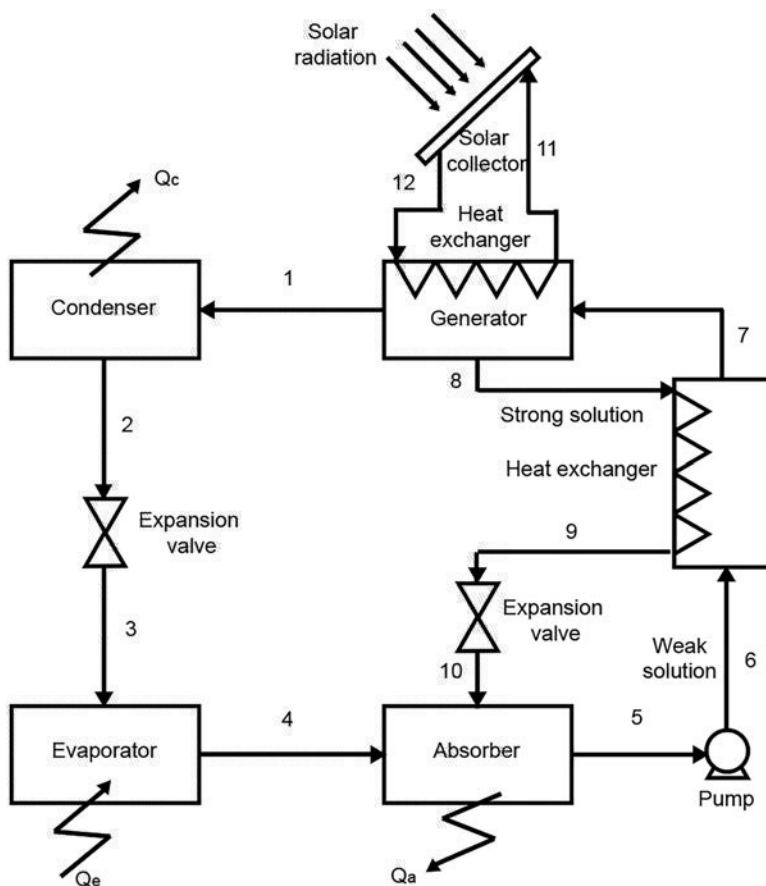 Solar
radiation
Solar
collector
11
12
Qc
Heat
exchanger
Condenser
1
Generator
7
8
Strong solution
2
Heat exchanger
Expansion
valve
9
Expansion
valve
3
Weak
solution
6
10
Evaporator
4
Absorber
5
Pump
Qe
Qa